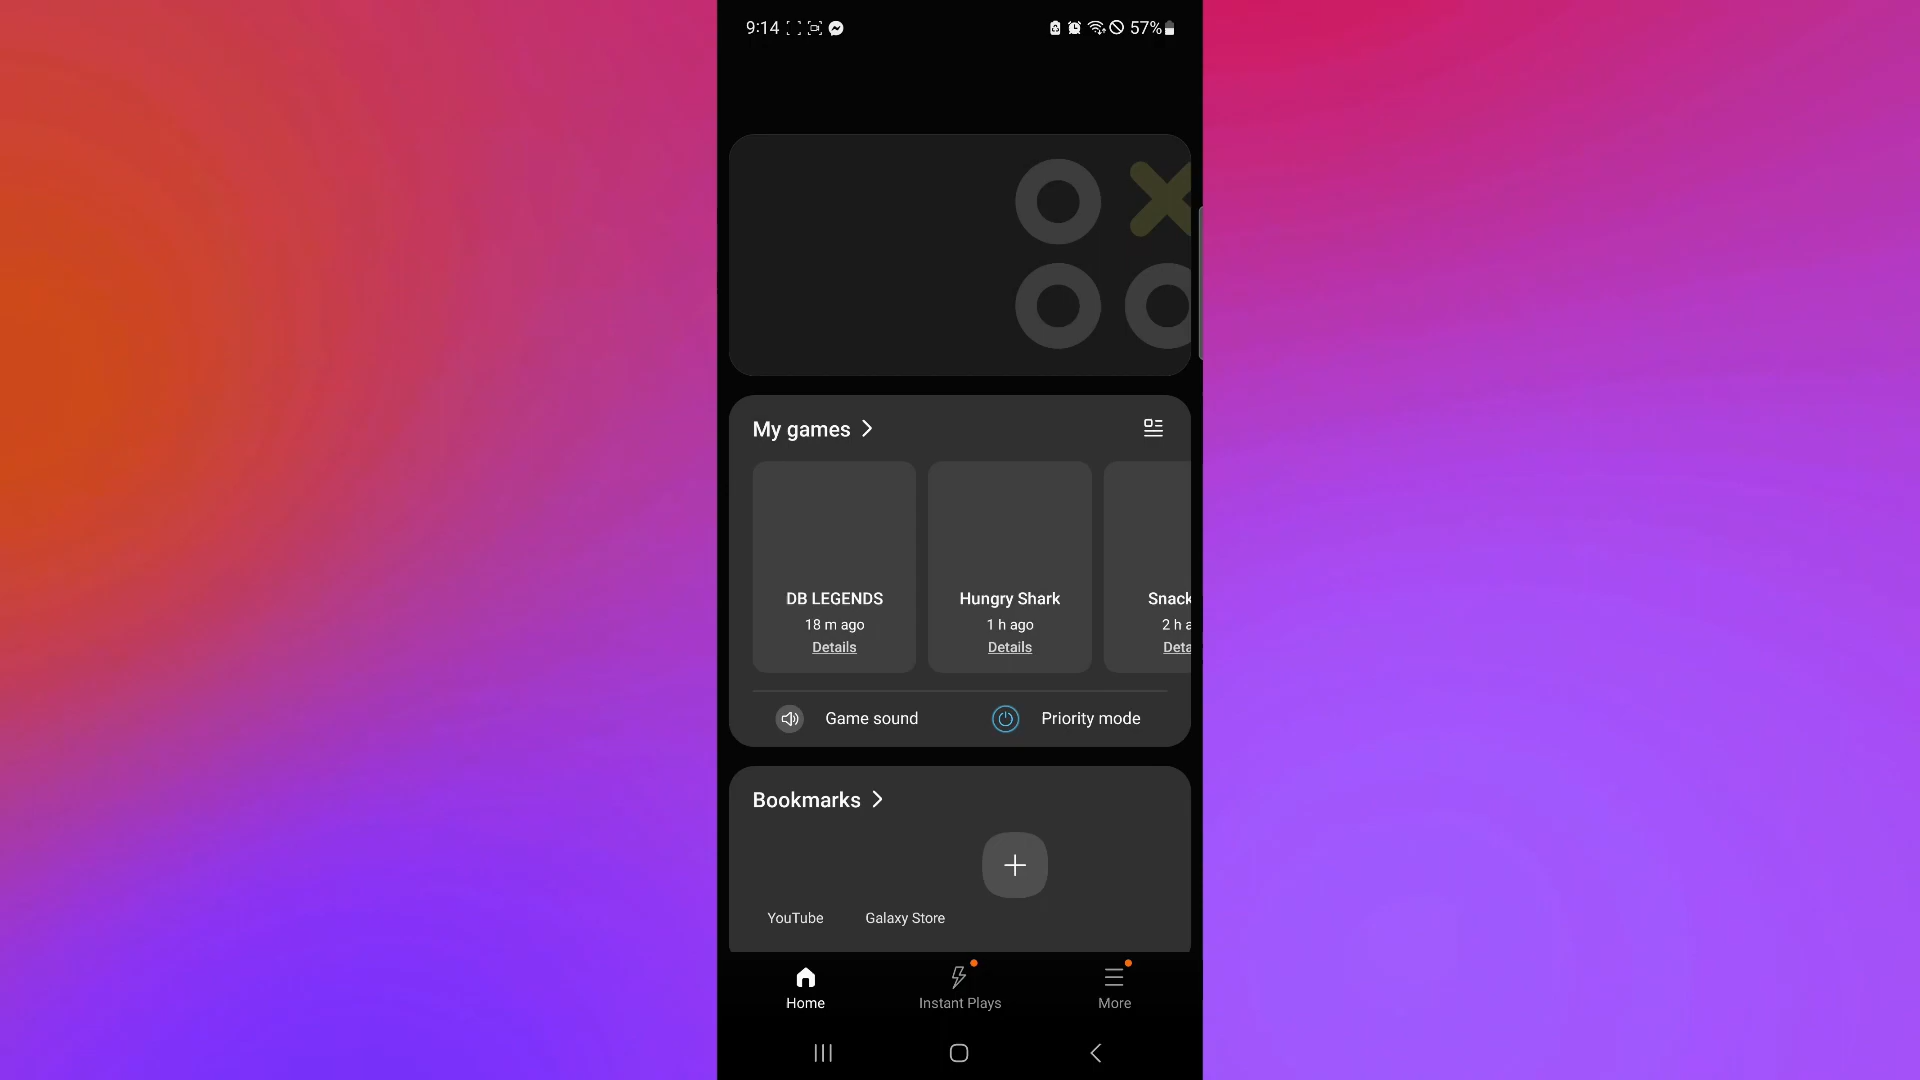 9:14 57%
My games
DB LEGENDS Hungry Shark Snack
18 m ago 1 h ago 2 h a
Details Details Deta
Game sound Priority mode
Bookmarks
YouTube Galaxy Store
Home Instant Plays More